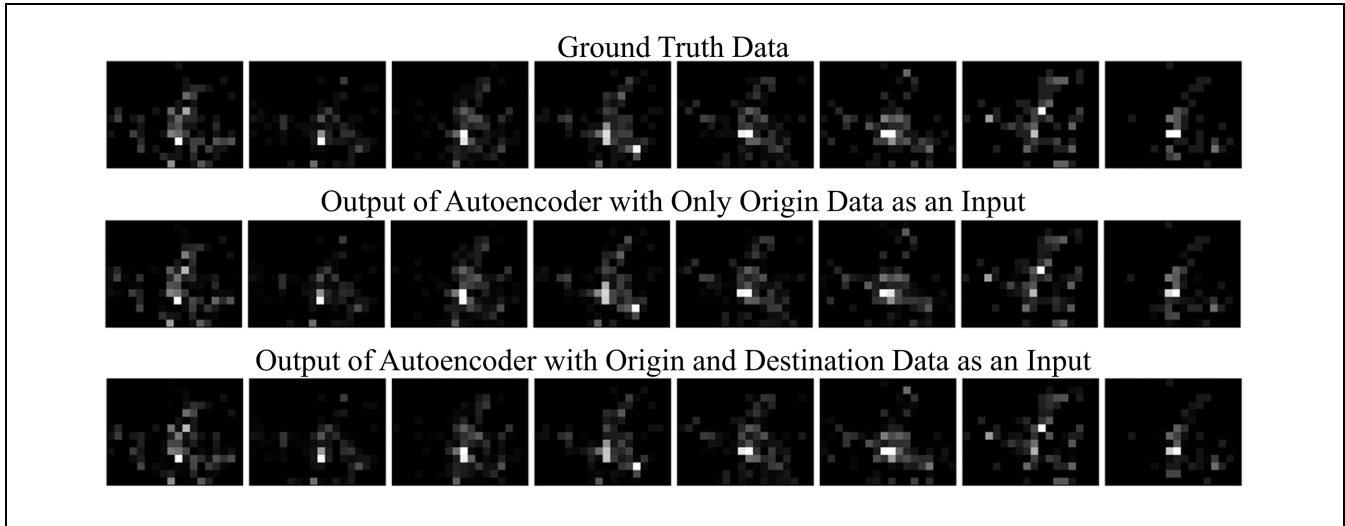 Ground Truth Data
Output of Autoencoder with Only Origin Data as an Input
Output of Autoencoder with Origin and Destination Data as an Input